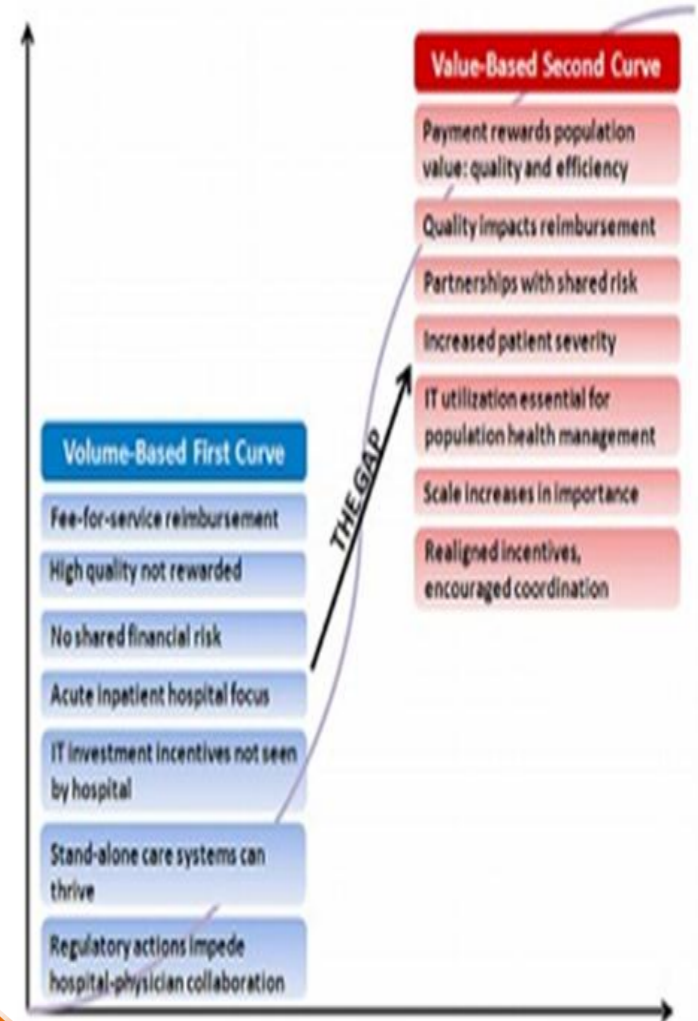 Value-Based Second Curve
Payment rewards population
value: quality and efficiency
Quality impacts reimbursement
Partnerships with shared risk
Increased patient severity
IT utilization essential for
population health management
Scale increases in importance
Realigned incentives,
encouraged coordination
THE GAP
Volume-Based First Curve
Fee-for-service reimbursement
High quality not rewarded
No shared financial risk
Acute inpatient hospital focus
IT investment incentives not seen
by hospital
Stand-alone care systems can
thrive
Regulatory actions impede
hospital-physician collaboration